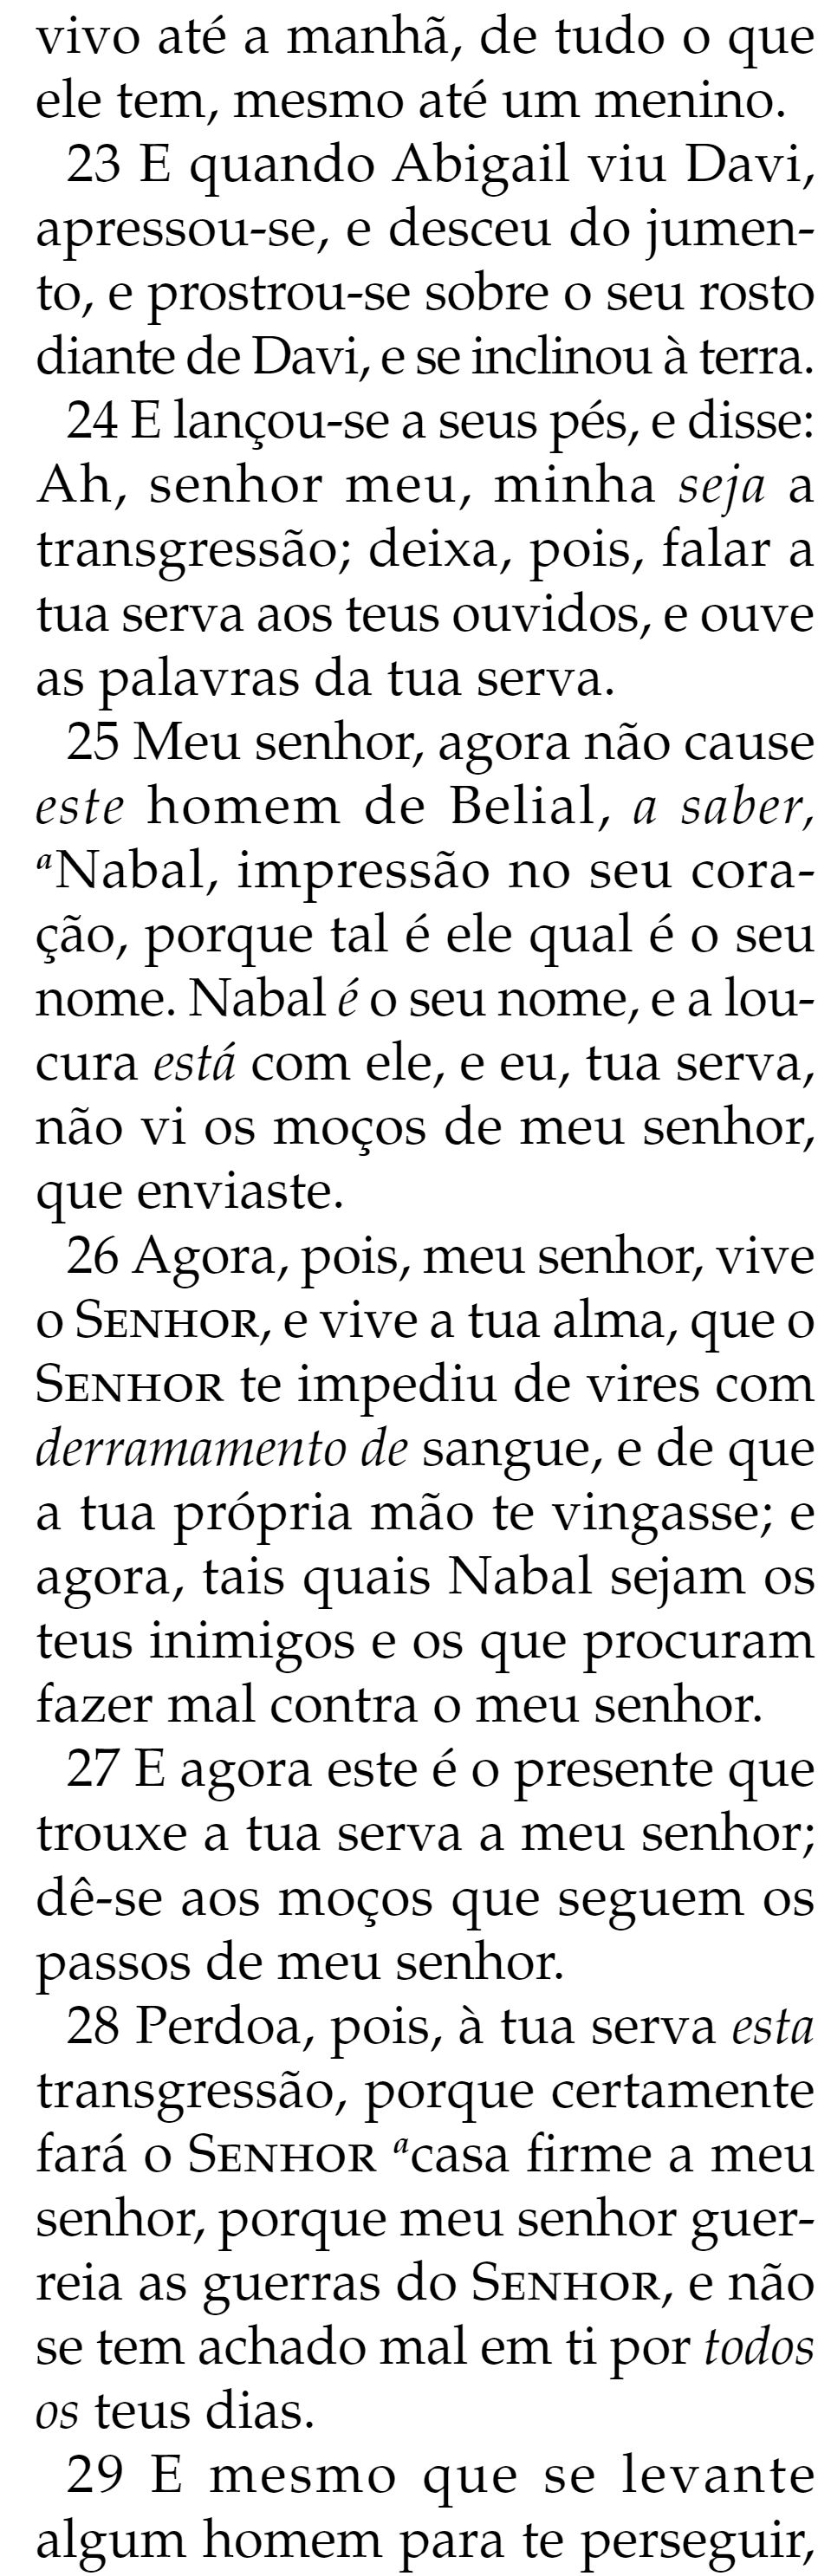 vivo até a manhã, de tudo o que
ele tem, mesmo até um menino.
23 E quando Abigail viu Davi,
apressou-se, e desceu do jumen-
to, e prostrou-se sobre o seu rosto
diante de Davi, e se inclinou à terra.
24 E lançou-se a seus pés, e disse:
Ah, senhor meu, minha seja a
transgressão; deixa, pois, falar a
tua serva aos teus ouvidos, e ouve
as palavras da tua serva.
25 Meu senhor, agora não cause
este homem de Belial, a saber,
aNabal, impressão no seu cora-
ção, porque tal é ele qual é o seu
nome. Nabal é o seu nome, e a lou-
cura está com ele, e eu, tua serva,
não vi os moços de meu senhor,
que enviaste.
26 Agora, pois, meu senhor, vive
o SENHOR, e vive a tua alma, que o
SENHOR te impediu de vires com
derramamento de sangue, e de que
a tua própria mão te vingasse; e
agora, tais quais Nabal sejam os
teus inimigos e os que procuram
fazer mal contra o meu senhor.
27 E agora este é o presente que
trouxe a tua serva a meu senhor;
dê-se aos moços que seguem os
passos de meu senhor.
28 Perdoa, pois, à tua serva esta
transgressão, porque certamente
fará o SENHOR acasa firme a meu
senhor, porque meu senhor guer-
reia as guerras do SENHOR, e não
se tem achado mal em ti por todos
os teus dias.
29 E mesmo que se levante
algum homem para te perseguir,